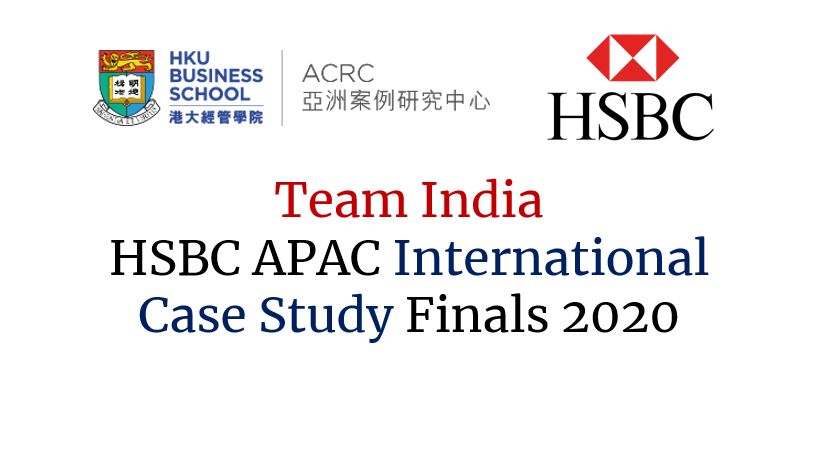 HKU
BUSINESS
SCHOOL
港大經管學院
ACRC
亞洲案例研究中心
HSBC
Team India
HSBC APAC International
Case Study Finals 2020